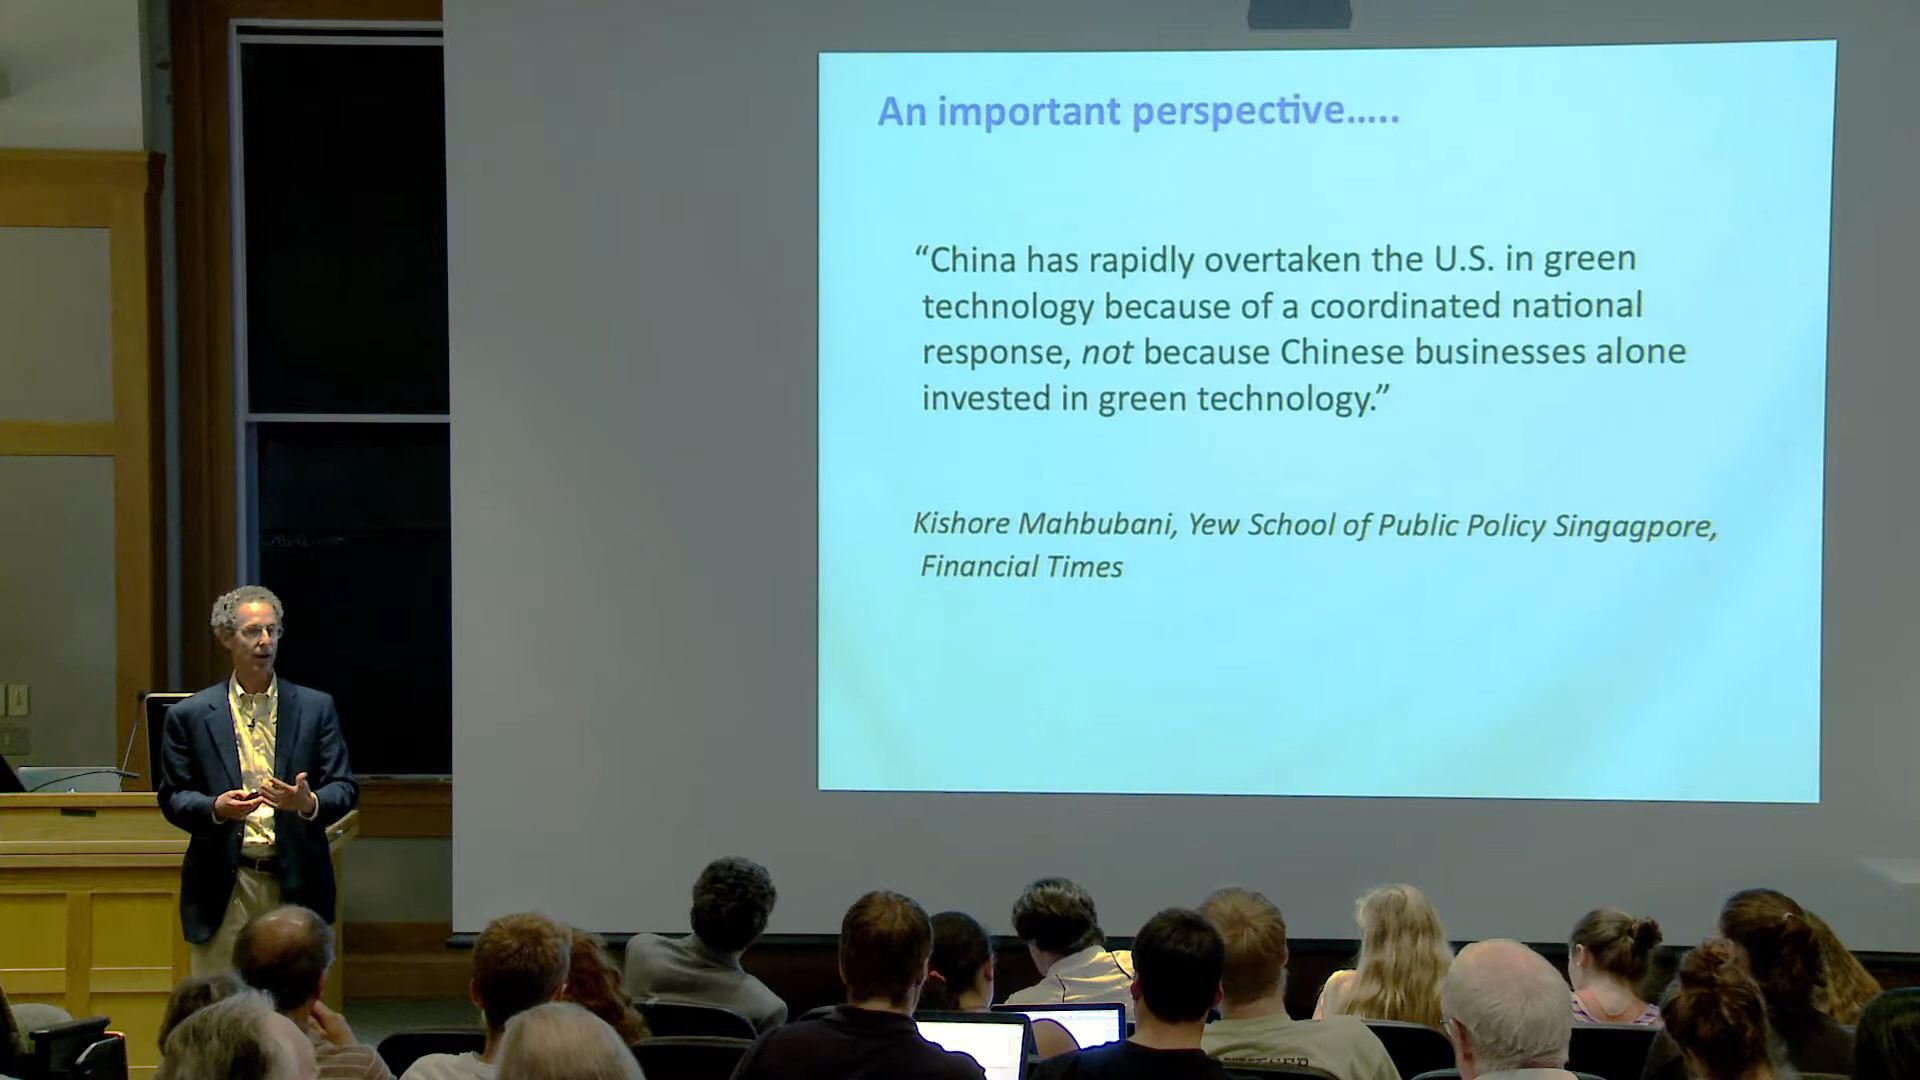 An important perspective.....
“China has rapidly overtaken the U.S. in green
technology because of a coordinated national
response, not because Chinese businesses alone
invested in green technology.”
Kishore Mahbubani, Yew School of Public Policy Singagpore,
Financial Times